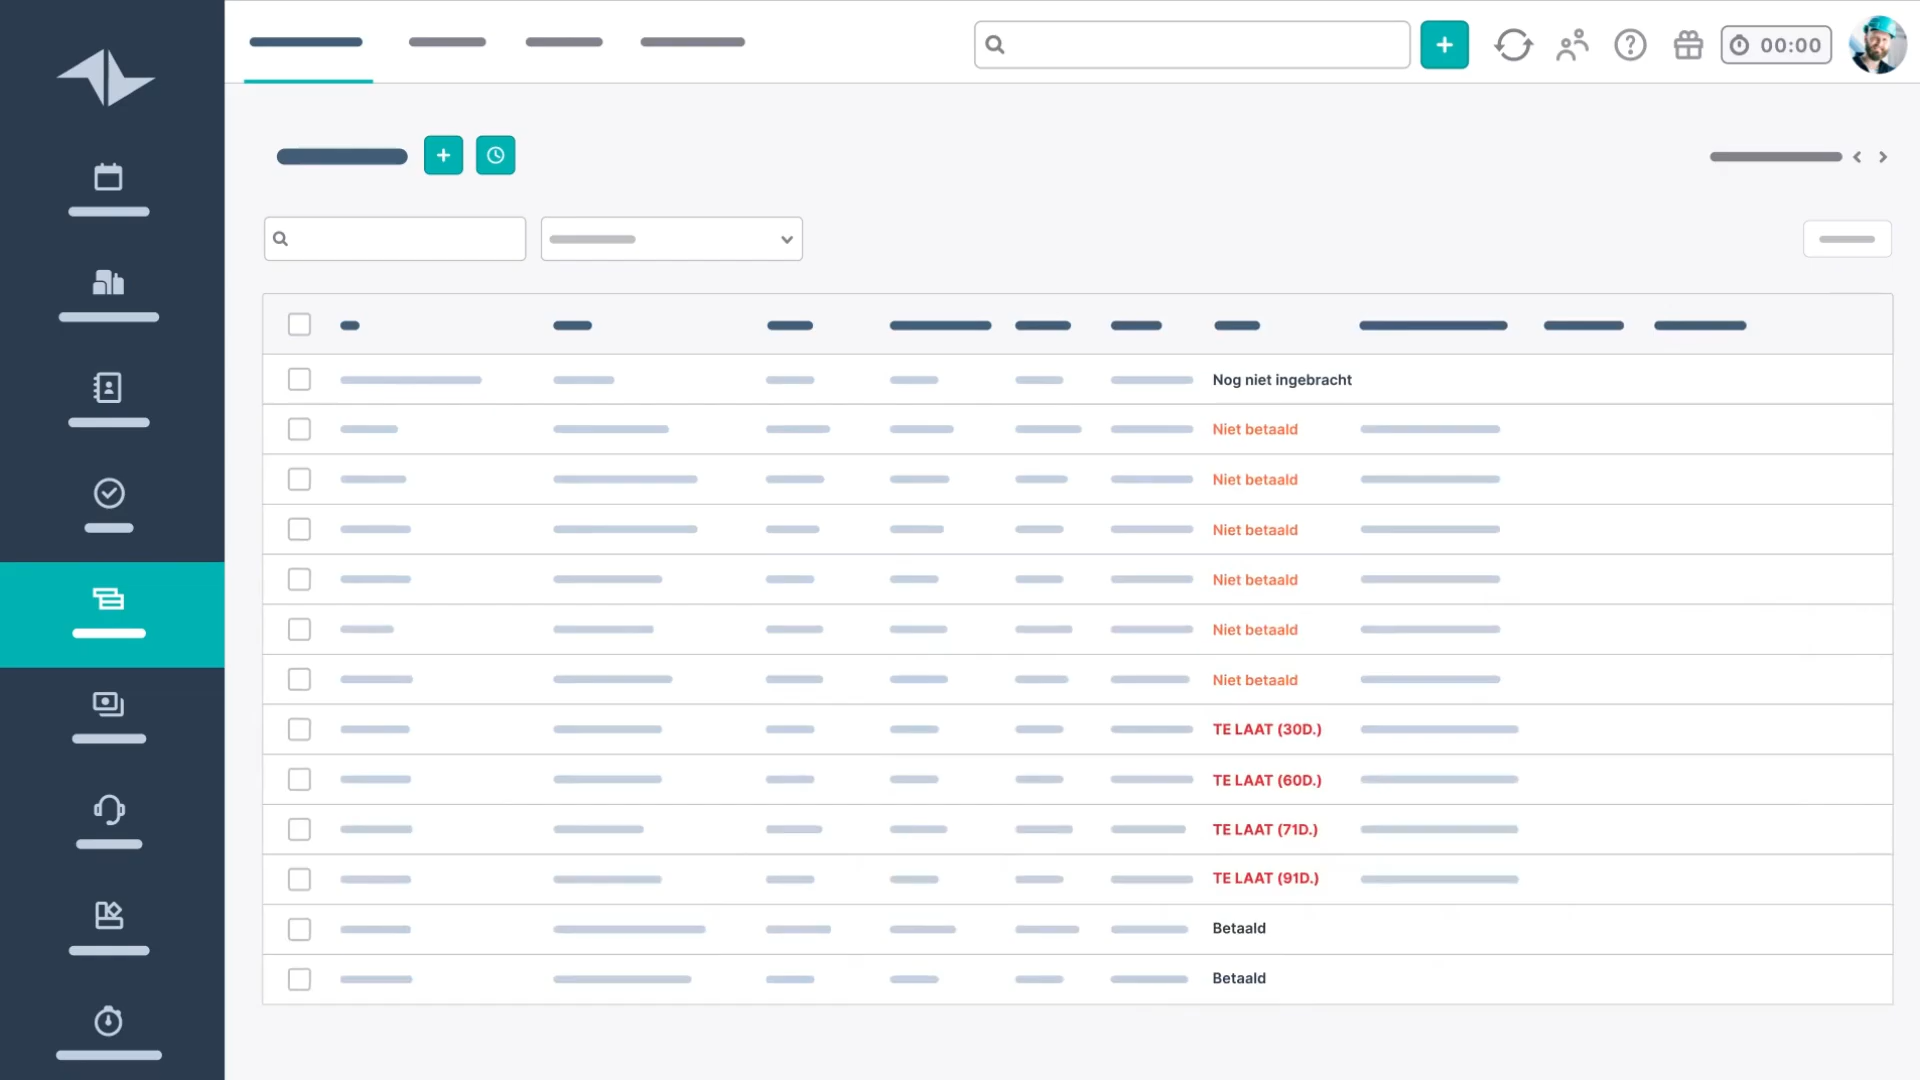 00:00
Nog niet ingebracht
Niet betaald
Niet betaald
Niet betaald
Niet betaald
Niet betaald
Niet betaald
TE LAAT (30D.)
TE LAAT (60D.)
TE LAAT (71D.)
TE LAAT (91D.)
Betaald
Betaald